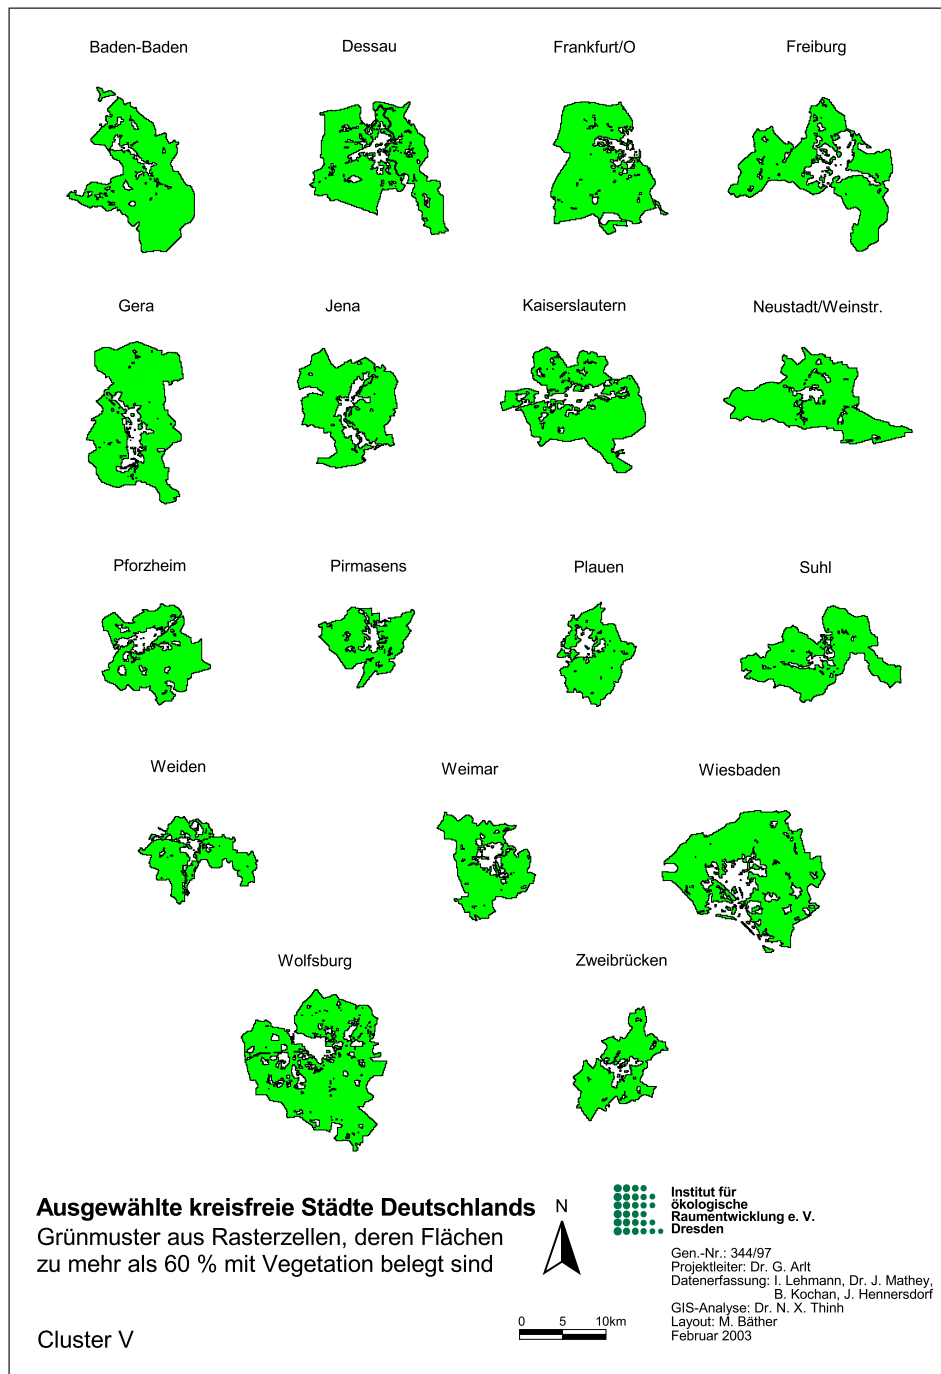 Baden-Baden
Dessau
Frankfurt/O
Freiburg
Gera
Jena
Kaiserslautern
Neustadt/Weinstr.
Pforzheim
Pirmasens
Plauen
Suhl
Weiden
Weimar
Wiesbaden
Wolfsburg
Zweibrücken
Ausgewählte kreisfreie Städte Deutschlands
Grünmuster aus Rasterzellen, deren Flächen
zu mehr als 60 % mit Vegetation belegt sind
Cluster V
N
0 5 10km
Institut für
ökologische
Raumentwicklung e. V.
Dresden
Gen.-Nr.: 344/97
Projektleiter: Dr. G. Arlt
Datenerfassung: I. Lehmann, Dr. J. Mathey,
B. Kochan, J. Hennersdorf
GIS-Analyse: Dr. N. X. Thinh
Layout: M. Bäther
Februar 2003